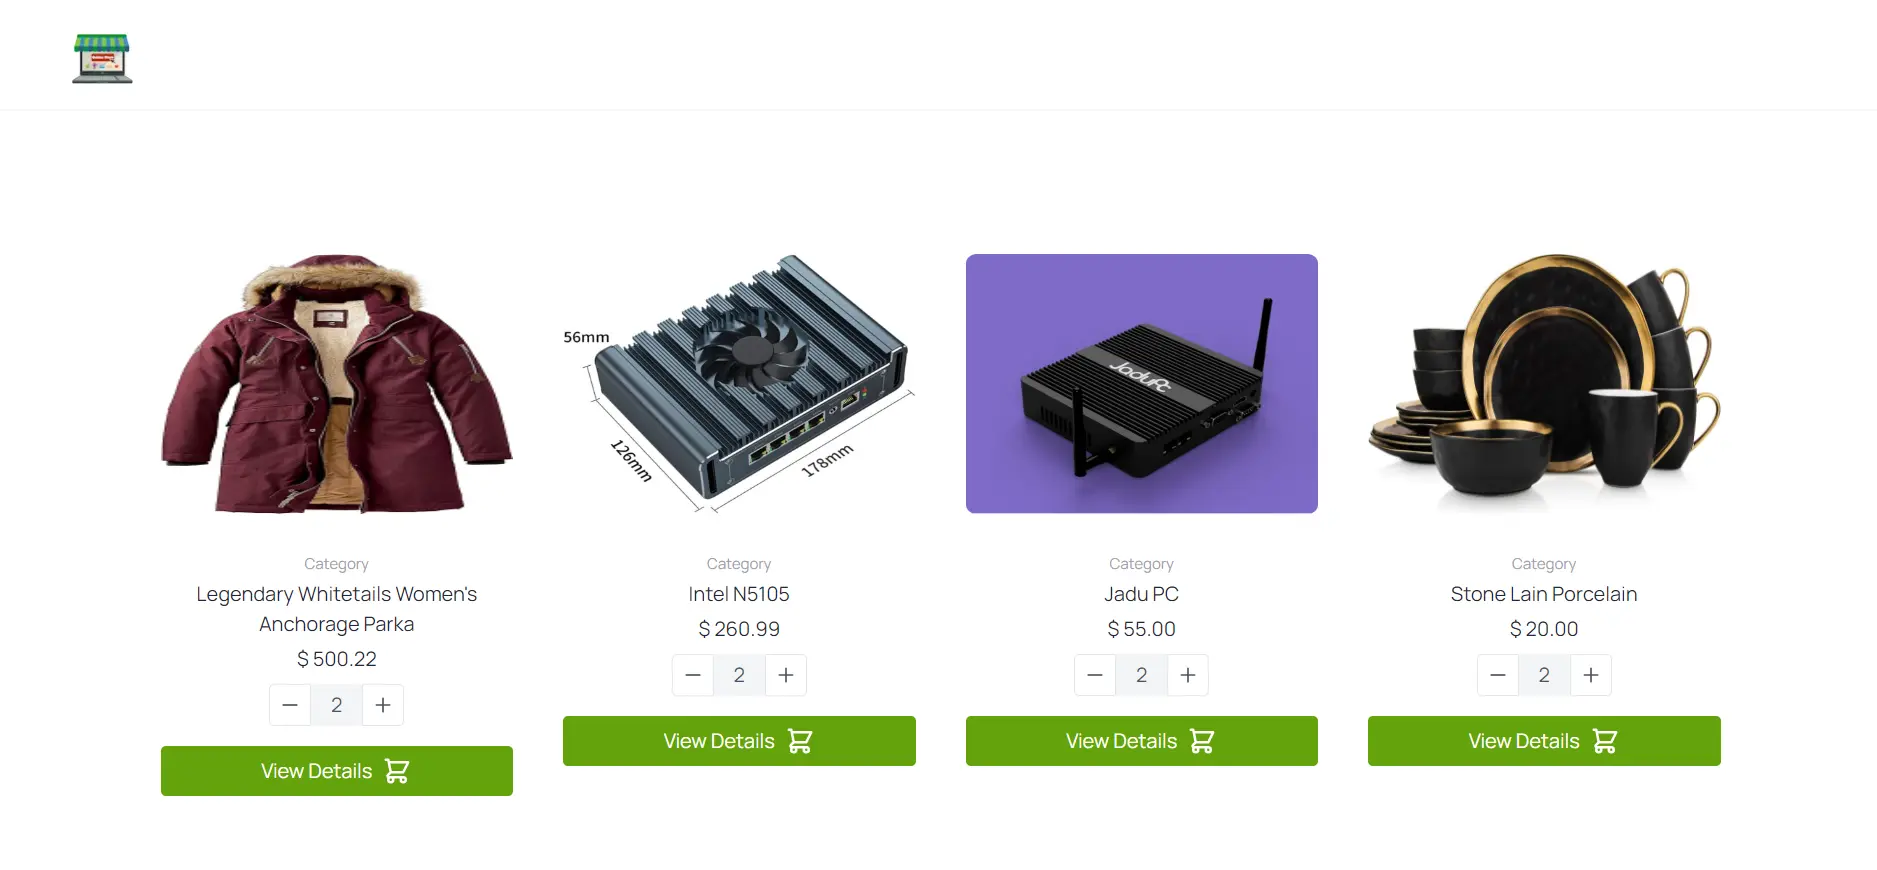 56mm
126mm
178mm
JaduPc
Category
Legendary Whitetails Women's
Anchorage Parka
$ 500.22
2
View Details
Category
Intel N5105
$ 260.99
2
View Details
Category
Jadu PC
$ 55.00
2
View Details
Category
Stone Lain Porcelain
$ 20.00
2
View Details